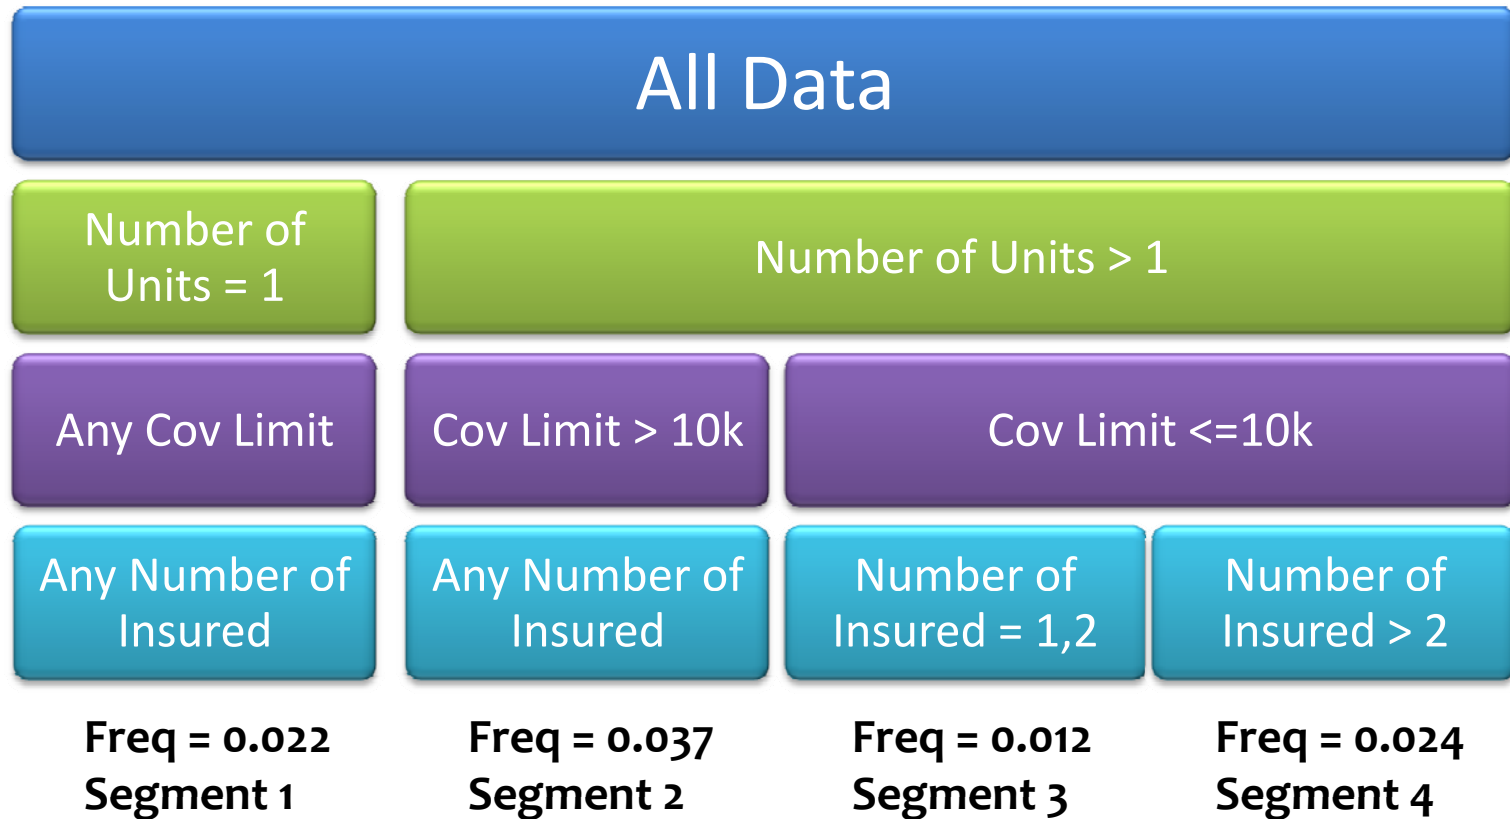 All Data
Number of
Units = 1
Number of Units > 1
Any Cov Limit
Cov Limit > 10k
Cov Limit <=10k
Any Number of
Insured
Any Number of
Insured
Number of
Insured = 1,2
Number of
Insured > 2
Freq = 0.022
Segment 1
Freq = 0.037
Segment 2
Freq = 0.012
Segment 3
Freq = 0.024
Segment 4